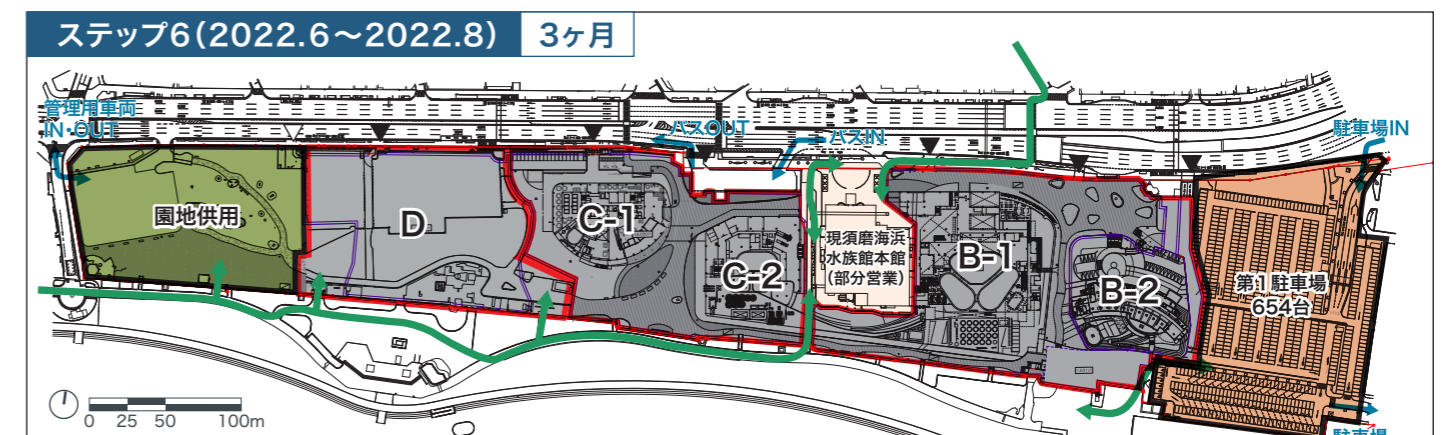 ステップ6(2022.6〜2022.8) 3ヶ月
管理用車両
IN・OUT
バスOUT
バスIN
駐車場IN
園地供用
D
C-1
C-2
現須磨海浜
水族館本館
(部分営業)
B-1
B-2
第1駐車場
654台
0 25 50 100m
駐車場